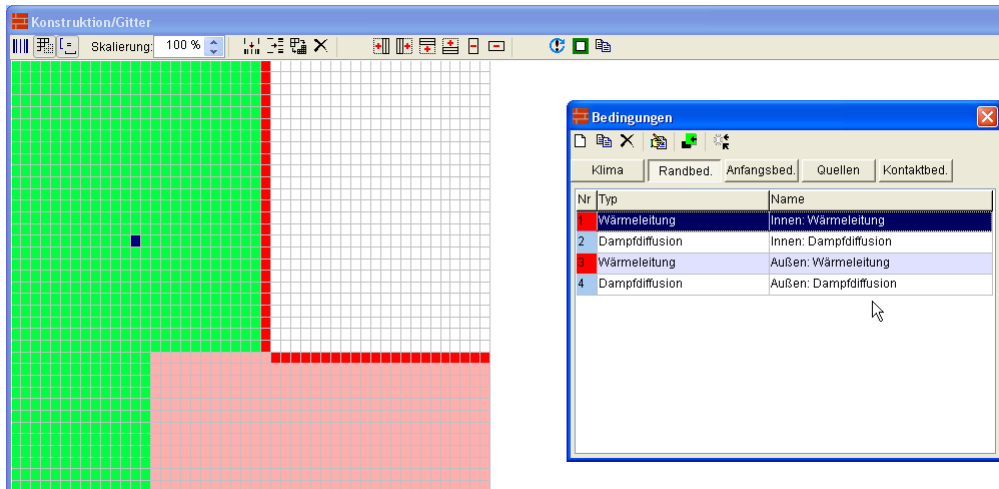 Konstruktion/Gitter
Skalierung: 100 %
Bedingungen
Klima Randbed. Anfangsbed. Quellen Kontaktbed.
Nr Typ Name
1 Wärmeleitung Innen: Wärmeleitung
2 Dampfdiffusion Innen: Dampfdiffusion
3 Wärmeleitung Außen: Wärmeleitung
4 Dampfdiffusion Außen: Dampfdiffusion